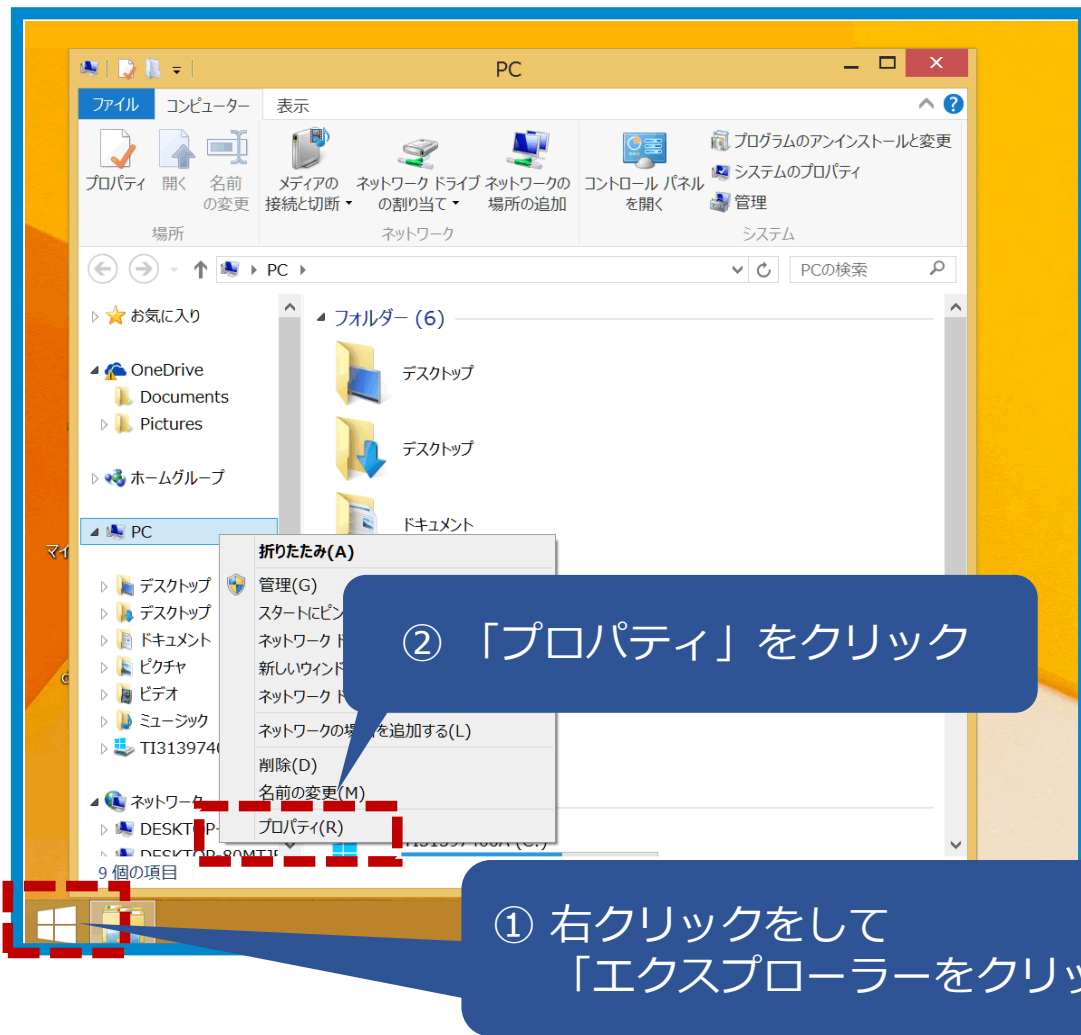 PC
ファイル コンピューター 表示
プロパティ 開く 名前の変更 メディアの接続と切断 ネットワーク ドライブの割り当て ネットワークの場所の追加 コントロール パネルを開く
プログラムのアンインストールと変更
システムのプロパティ
管理
場所 ネットワーク システム
PC PCの検索
お気に入り
OneDrive
Documents
Pictures
ホームグループ
PC
デスクトップ
デスクトップ
ドキュメント
ピクチャ
ビデオ
ミュージック
ネットワーク
9 個の項目
フォルダー (6)
デスクトップ
デスクトップ
ドキュメント
折りたたみ(A)
管理(G)
スタートにピン
ネットワーク
新しいウィンド
ネットワーク
ネットワークの場所を追加する(L)
削除(D)
名前の変更(M)
プロパティ(R)
② 「プロパティ」をクリック
① 右クリックをして
「エクスプローラーをクリッ